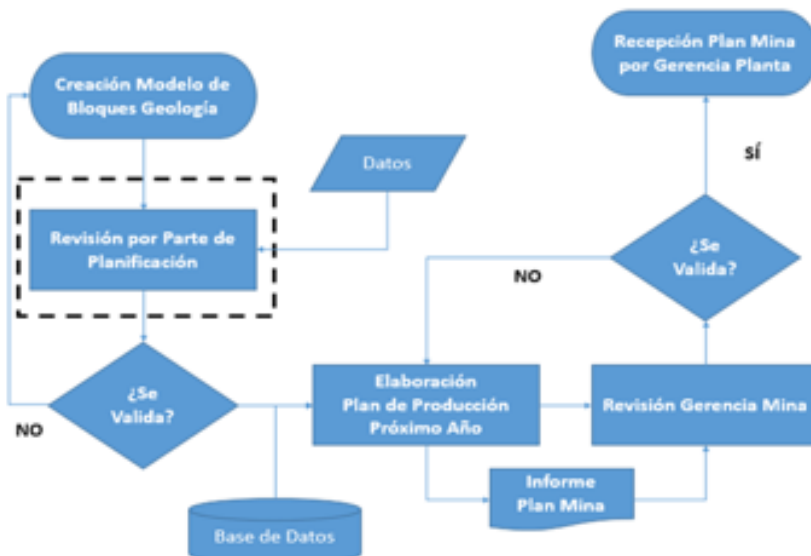 Creación Modelo de
Bloques Geología
Recepción Plan Mina
por Gerencia Planta
Datos
SÍ
Revisión por Parte de
Planificación
¿Se
Valida?
NO
¿Se
Valida?
NO
Elaboración
Plan de Producción
Próximo Año
Revisión Gerencia Mina
Informe
Plan Mina
Base de Datos